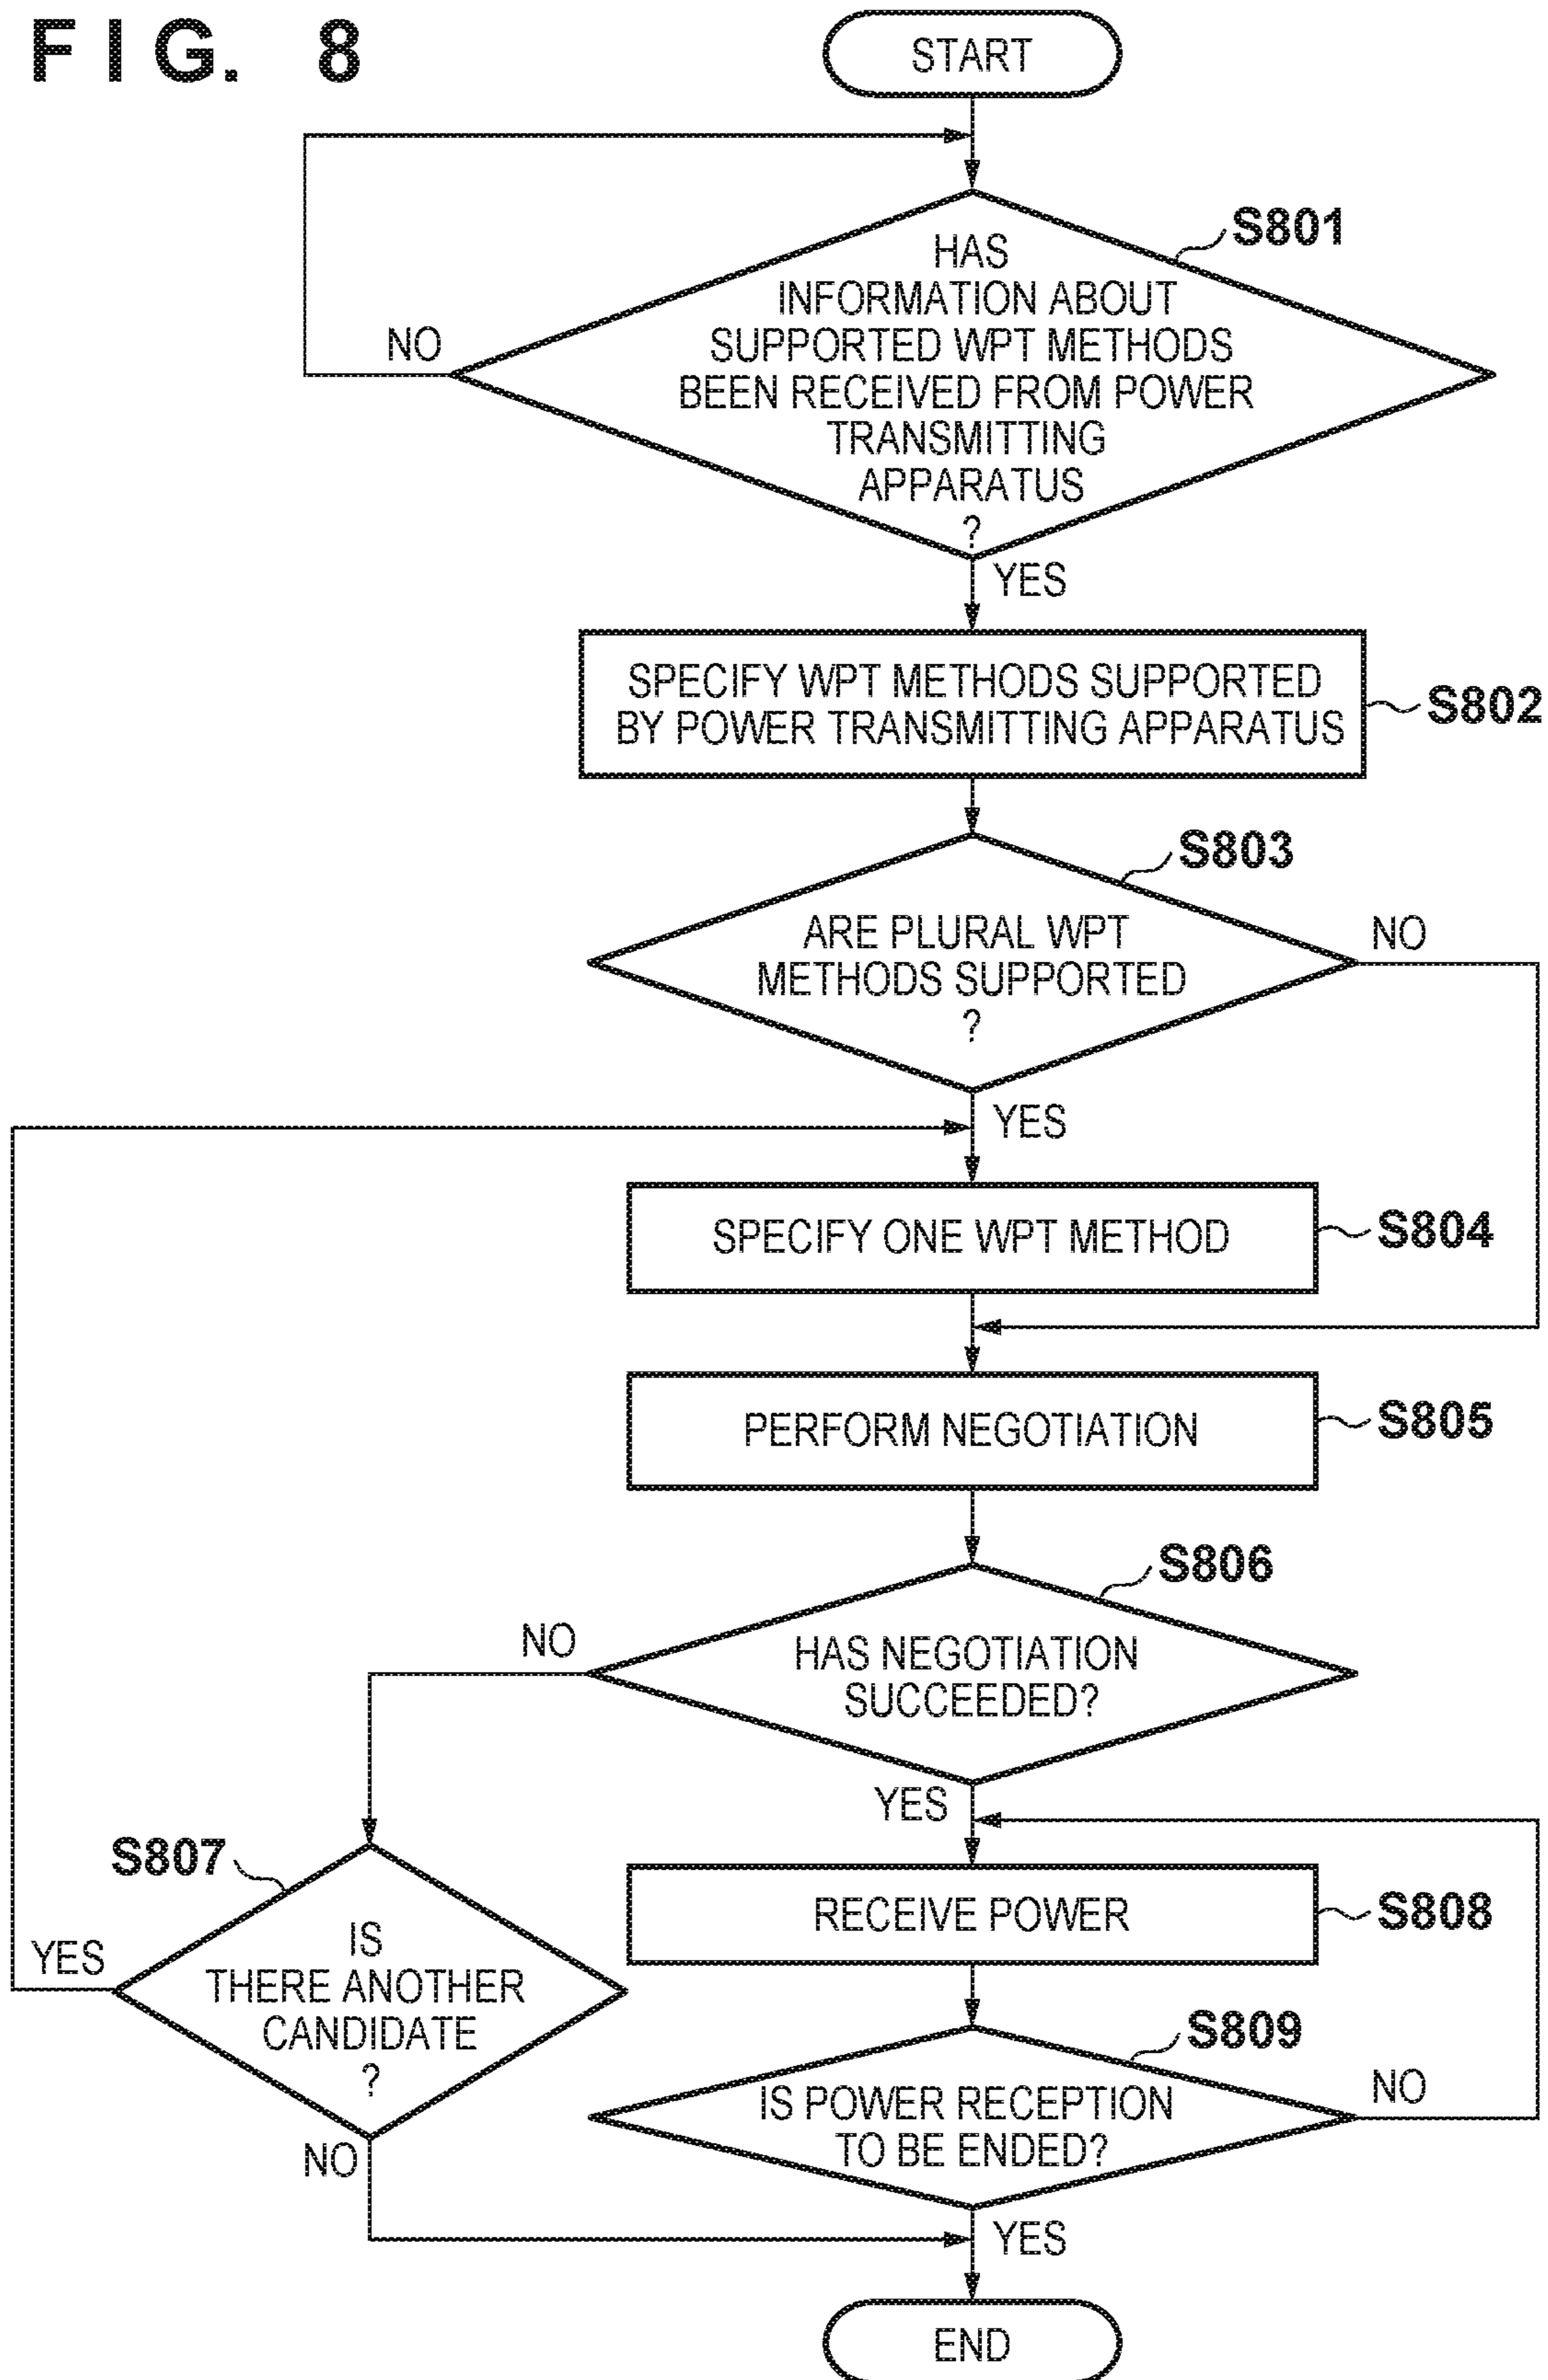 FIG. 8
START
S801
HAS
INFORMATION ABOUT
SUPPORTED WPT METHODS
BEEN RECEIVED FROM POWER
TRANSMITTING
APPARATUS
?
NO
YES
SPECIFY WPT METHODS SUPPORTED
BY POWER TRANSMITTING APPARATUS
S802
S803
ARE PLURAL WPT
METHODS SUPPORTED
?
NO
YES
SPECIFY ONE WPT METHOD
S804
PERFORM NEGOTIATION
S805
S806
HAS NEGOTIATION
SUCCEEDED?
NO
YES
S807
IS
THERE ANOTHER
CANDIDATE
?
YES
NO
RECEIVE POWER
S808
S809
IS POWER RECEPTION
TO BE ENDED?
NO
YES
END